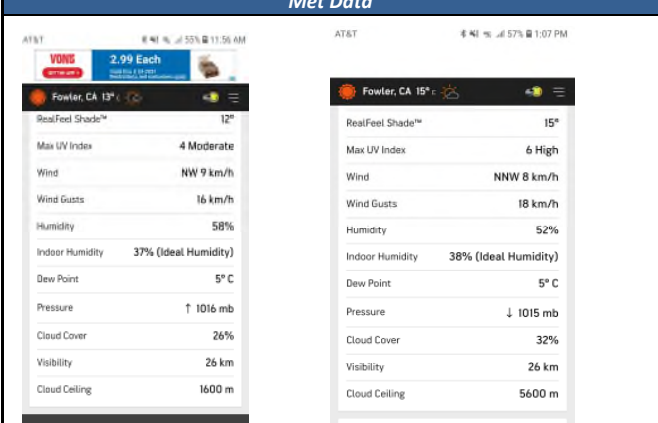 Met Data
AT&T 55% 11:56 AM
VONS 2.99 Each
Fowler, CA 13° c
RealFeel Shade™ 12°
Max UV Index 4 Moderate
Wind NW 9 km/h
Wind Gusts 16 km/h
Humidity 58%
Indoor Humidity 37% (Ideal Humidity)
Dew Point 5° C
Pressure ↑ 1016 mb
Cloud Cover 26%
Visibility 26 km
Cloud Ceiling 1600 m
AT&T 57% 1:07 PM
Fowler, CA 15° c
RealFeel Shade™ 15°
Max UV Index 6 High
Wind NNW 8 km/h
Wind Gusts 18 km/h
Humidity 52%
Indoor Humidity 38% (Ideal Humidity)
Dew Point 5° C
Pressure ↓ 1015 mb
Cloud Cover 32%
Visibility 26 km
Cloud Ceiling 5600 m